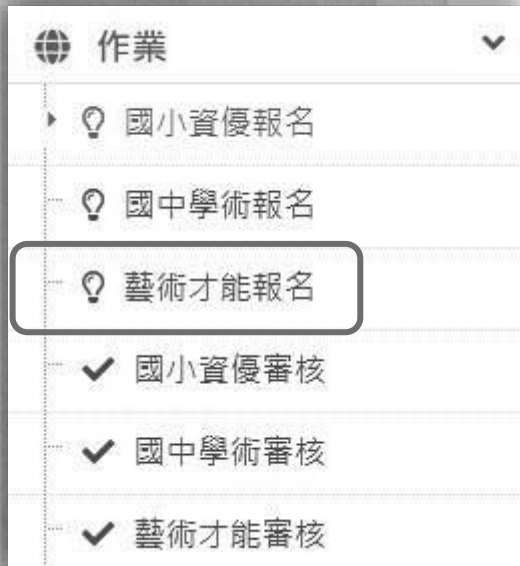 作業
國小資優報名
國中學術報名
藝術才能報名
國小資優審核
國中學術審核
藝術才能審核